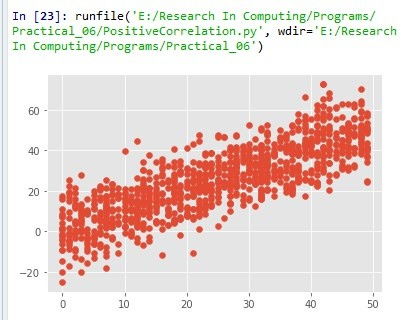 In [23]: runfile('E:/Research In Computing/Programs/
Practical_06/PositiveCorrelation.py', wdir='E:/Research
In Computing/Programs/Practical_06')
60
40
20
0
−20
0 10 20 30 40 50